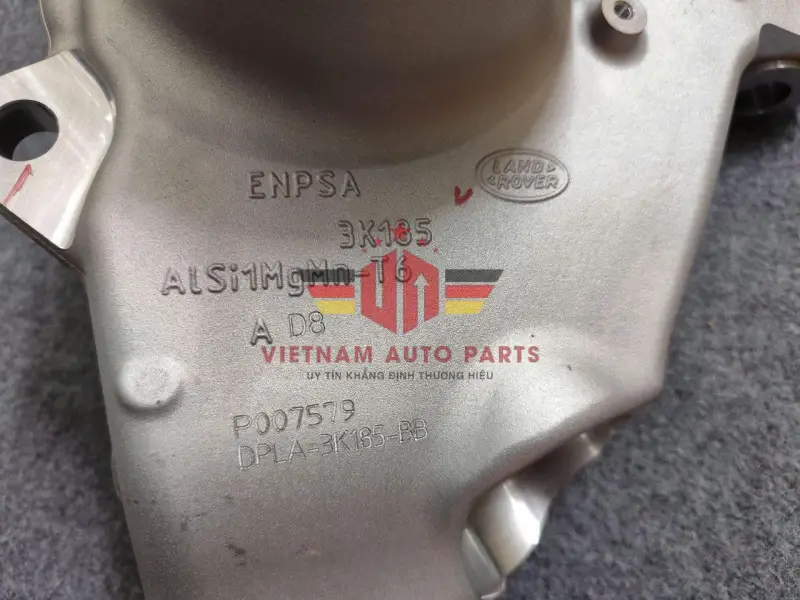 ENPSA
LAND
ROVER
3K185
ALSi1MgMn-T6
A D8
VIETNAM AUTO PARTS
UY TÍN KHẲNG ĐỊNH THƯƠNG HIỆU
P007579
DPLA-3K185-BB